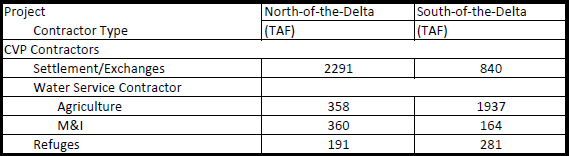 Project North-of-the-Delta South-of-the-Delta
Contractor Type (TAF) (TAF)
CVP Contractors
Settlement/Exchanges 2291 840
Water Service Contractor
Agriculture 358 1937
M&I 360 164
Refuges 191 281